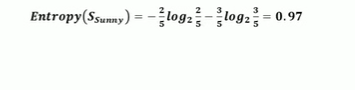 Entropy(S_Sunny) = −2/5 log₂ 2/5 − 3/5 log₂ 3/5 = 0.97